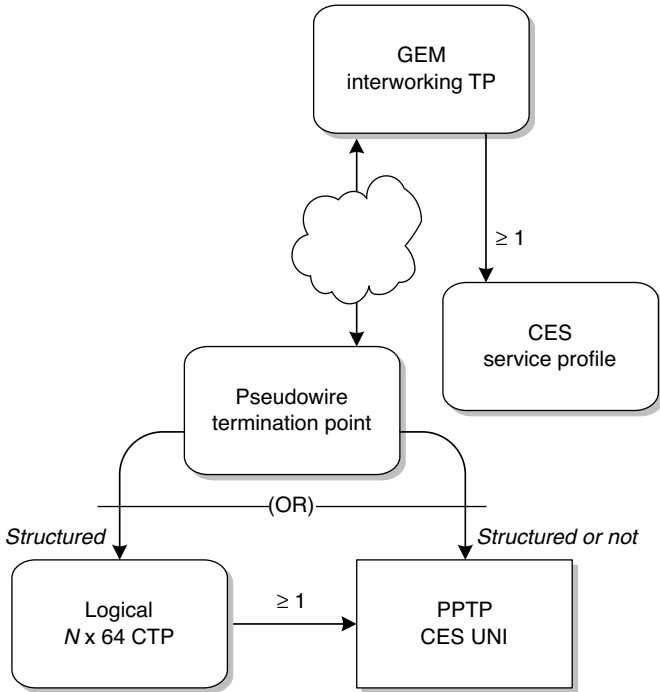 GEM
interworking TP
≥ 1
CES
service profile
Pseudowire
termination point
(OR)
Structured
Structured or not
Logical
N x 64 CTP
≥ 1
PPTP
CES UNI